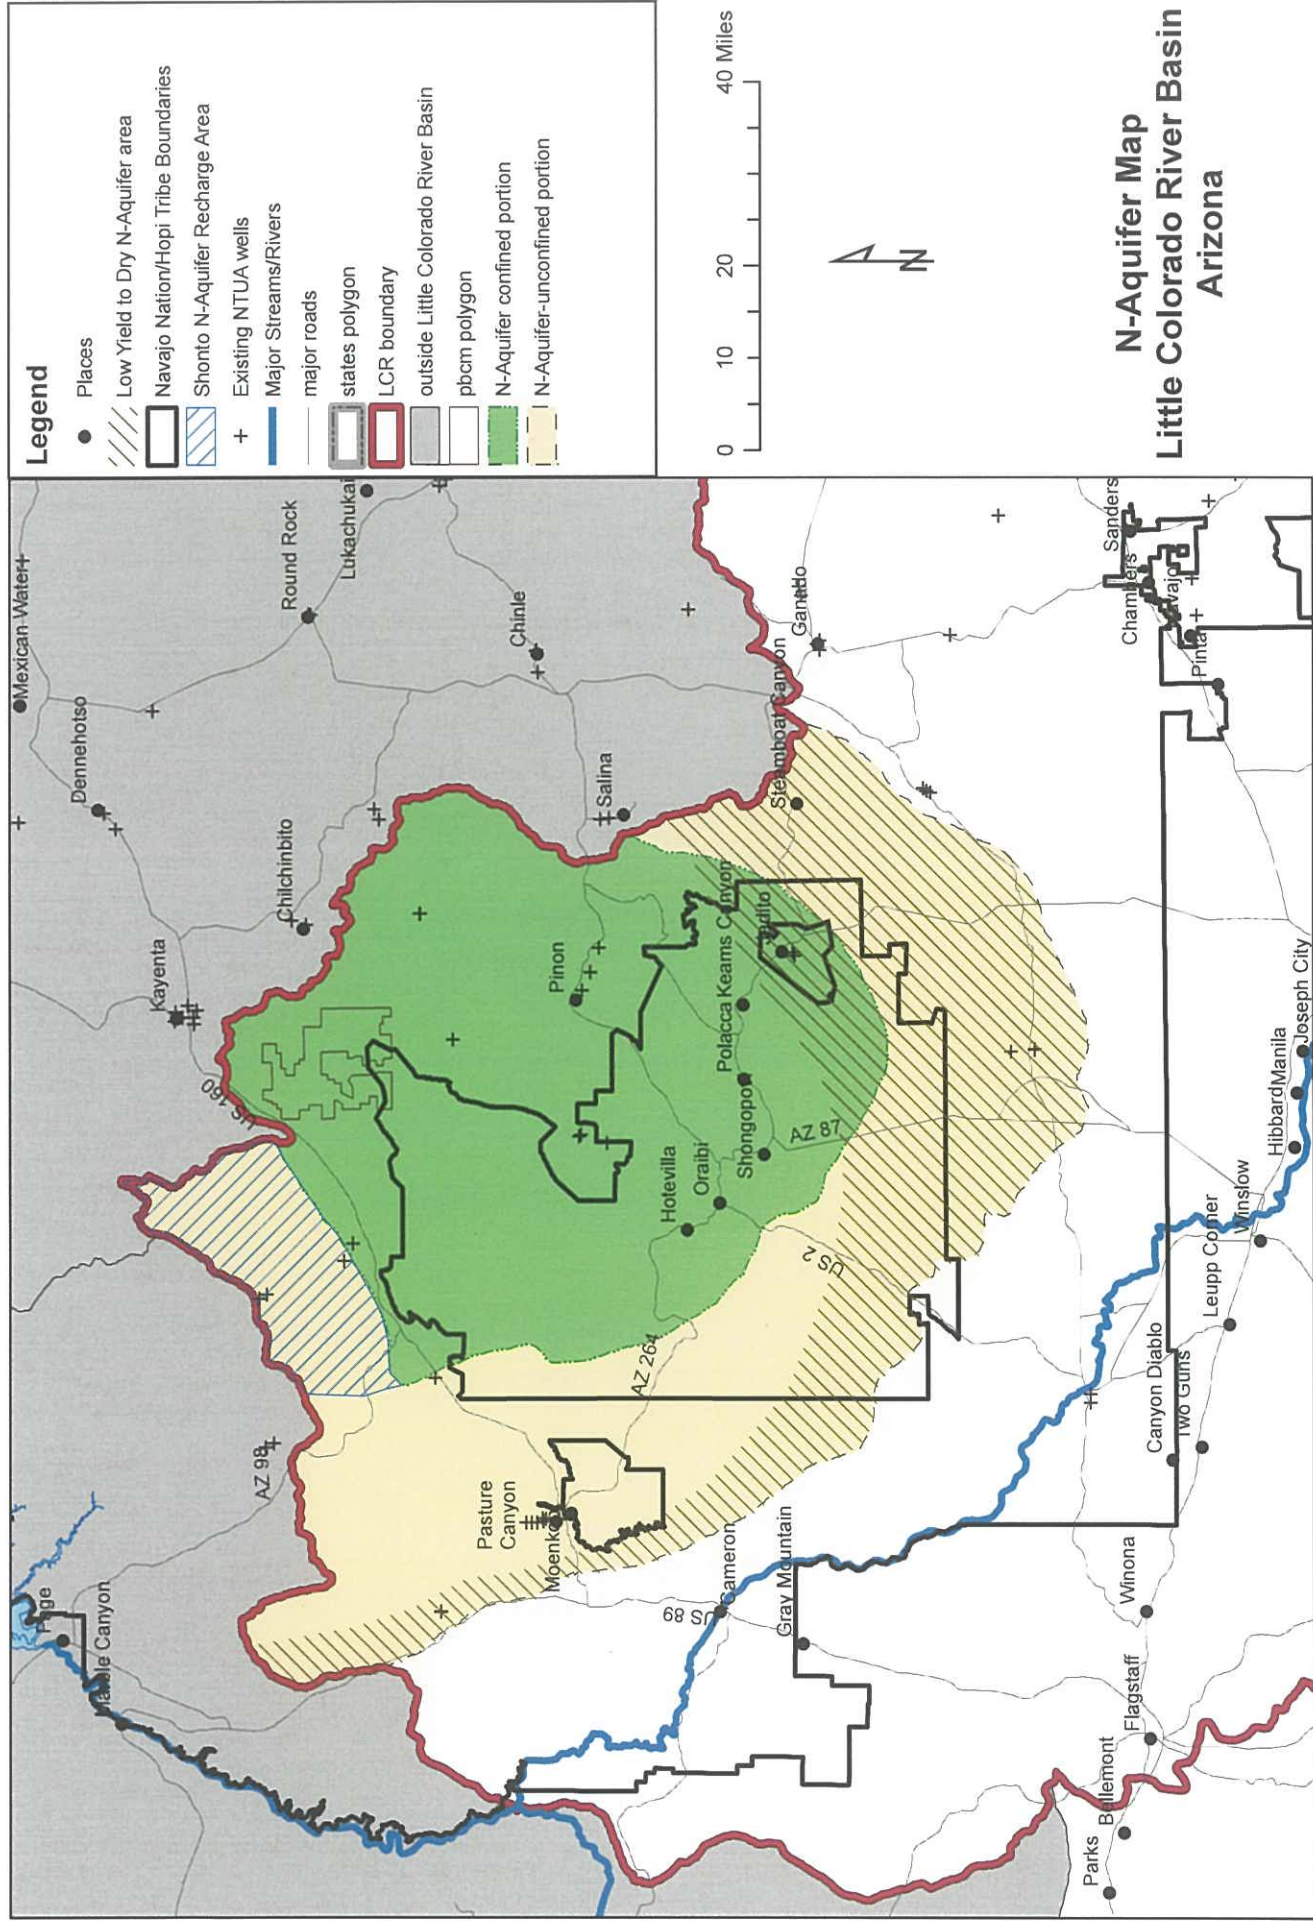 Legend
Places
Low Yield to Dry N-Aquifer area
Navajo Nation/Hopi Tribe Boundaries
Shonto N-Aquifer Recharge Area
Existing NTUA wells
Major Streams/Rivers
major roads
states polygon
LCR boundary
outside Little Colorado River Basin
pbcm polygon
N-Aquifer confined portion
N-Aquifer-unconfined portion
0 10 20 40 Miles
N
N-Aquifer Map
Little Colorado River Basin
Arizona
Mexican Water
Dennehotso
Round Rock
Lukachukai
Kayenta
Chilchinbito
Chinle
Salina
US 160
AZ 98
Marble Canyon
Pinon
Pasture
Canyon
Hotevilla
Oraibi
Shongopovi
Polacca
Keams Canyon
Steamboat Canyon
AZ 264
AZ 87
US 2
US 89
Cameron
Gray Mountain
Chambers
Sanders
Navajo
Pinta
Canyon Diablo
Two Guns
Leupp Corner
Winslow
Hibbard
Manila
Joseph City
Winona
Flagstaff
Bellemont
Parks